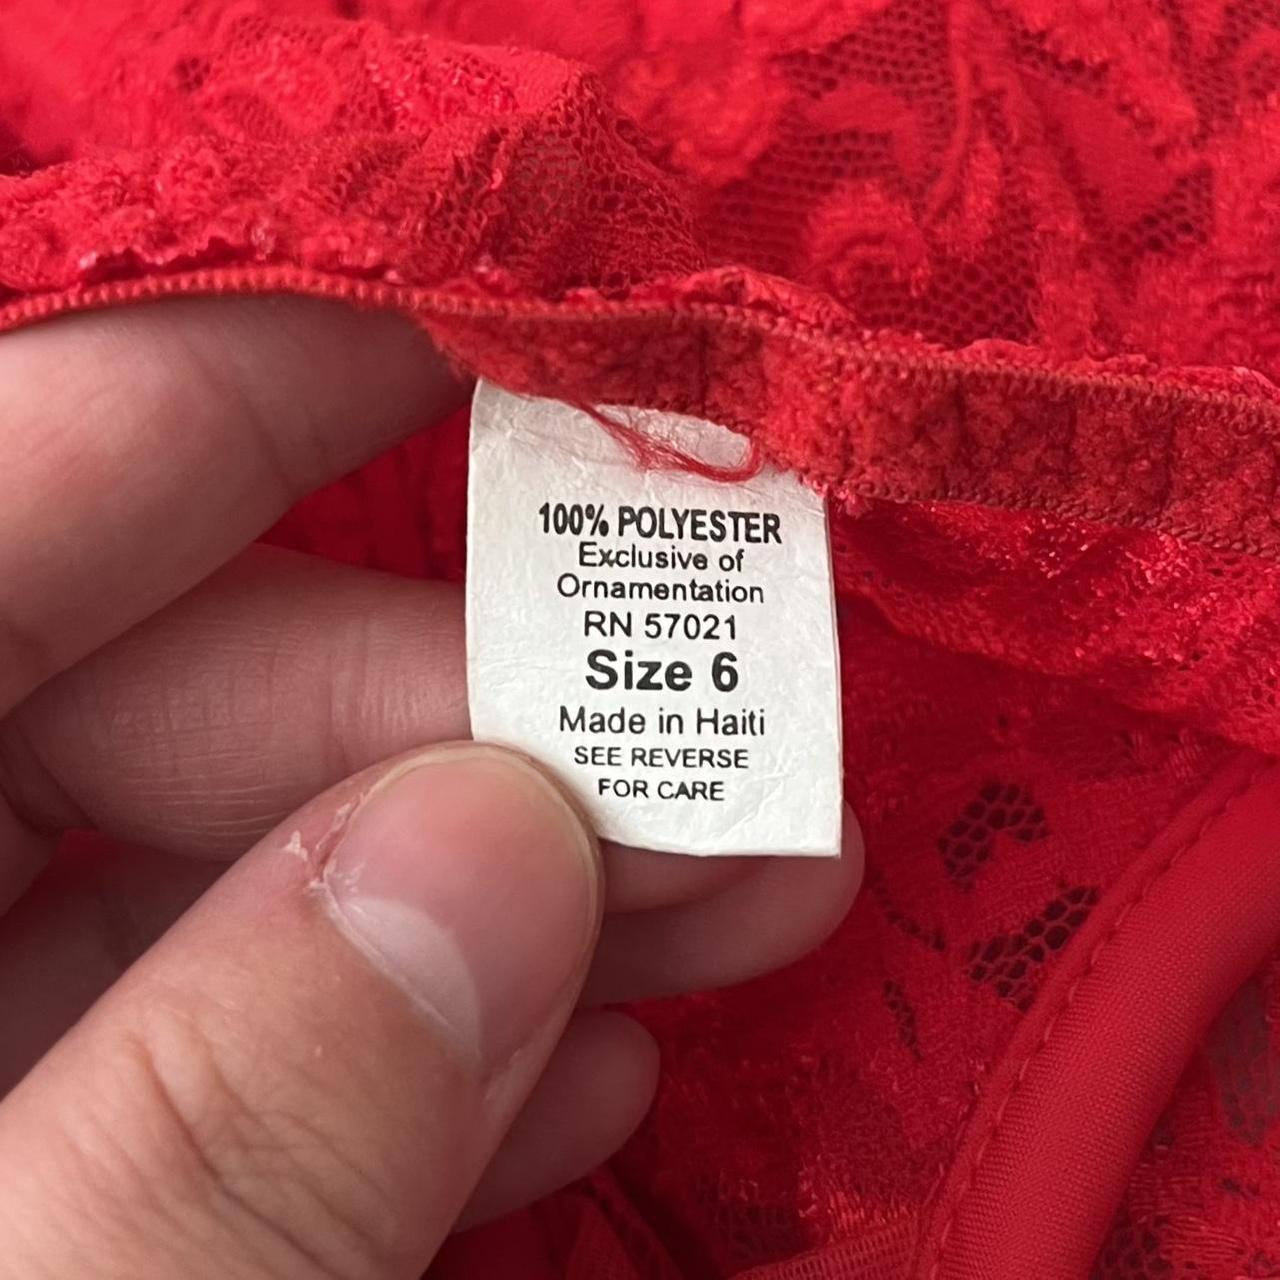 100% POLYESTER
Exclusive of
Ornamentation
RN 57021
Size 6
Made in Haiti
SEE REVERSE
FOR CARE